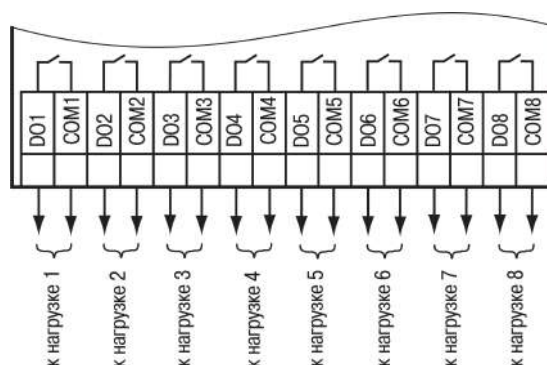 DO1
COM1
DO2
COM2
DO3
COM3
DO4
COM4
DO5
COM5
DO6
COM6
DO7
COM7
DO8
COM8
к нагрузке 1
к нагрузке 2
к нагрузке 3
к нагрузке 4
к нагрузке 5
к нагрузке 6
к нагрузке 7
к нагрузке 8